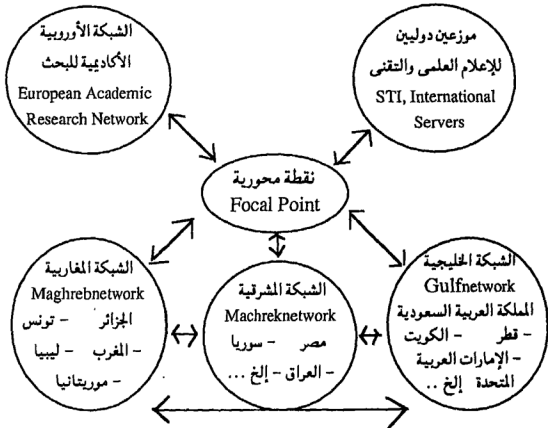 الشبكة الأوروبية
الأكاديمية للبحث
European Academic
Research Network
موزعين دوليين
للإعلام العلمى والتقنى
STI, International
Servers
نقطة محورية
Focal Point
الشبكة المغاربية
Maghrebnetwork
الجزائر – تونس
– المغرب – ليبيا
– موريتانيا
الشبكة المشرقية
Machreknetwork
مصر – سوريا
– العراق – إلخ ...
الشبكة الخليجية
Gulfnetwork
المملكة العربية السعودية
– قطر – الكويت
– الإمارات العربية
المتحدة إلخ ..